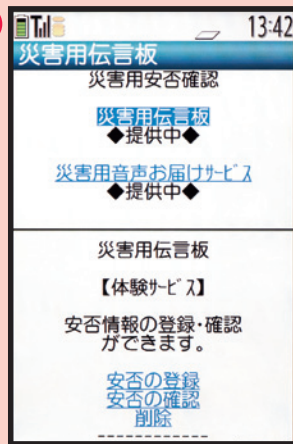 13:42
災害用伝言板
災害用安否確認
災害用伝言板
◆提供中◆
災害用音声お届けｻｰﾋﾞｽ
◆提供中◆
災害用伝言板
【体験ｻｰﾋﾞｽ】
安否情報の登録･確認
ができます。
安否の登録
安否の確認
削除
------------